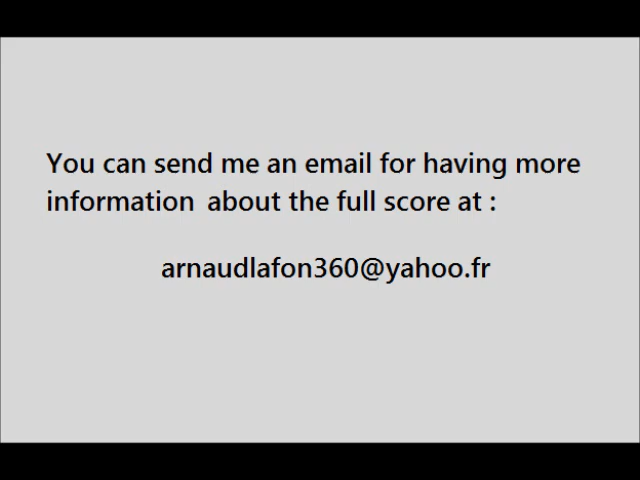 You can send me an email for having more
information  about the full score at :
arnaudlafon360@yahoo.fr